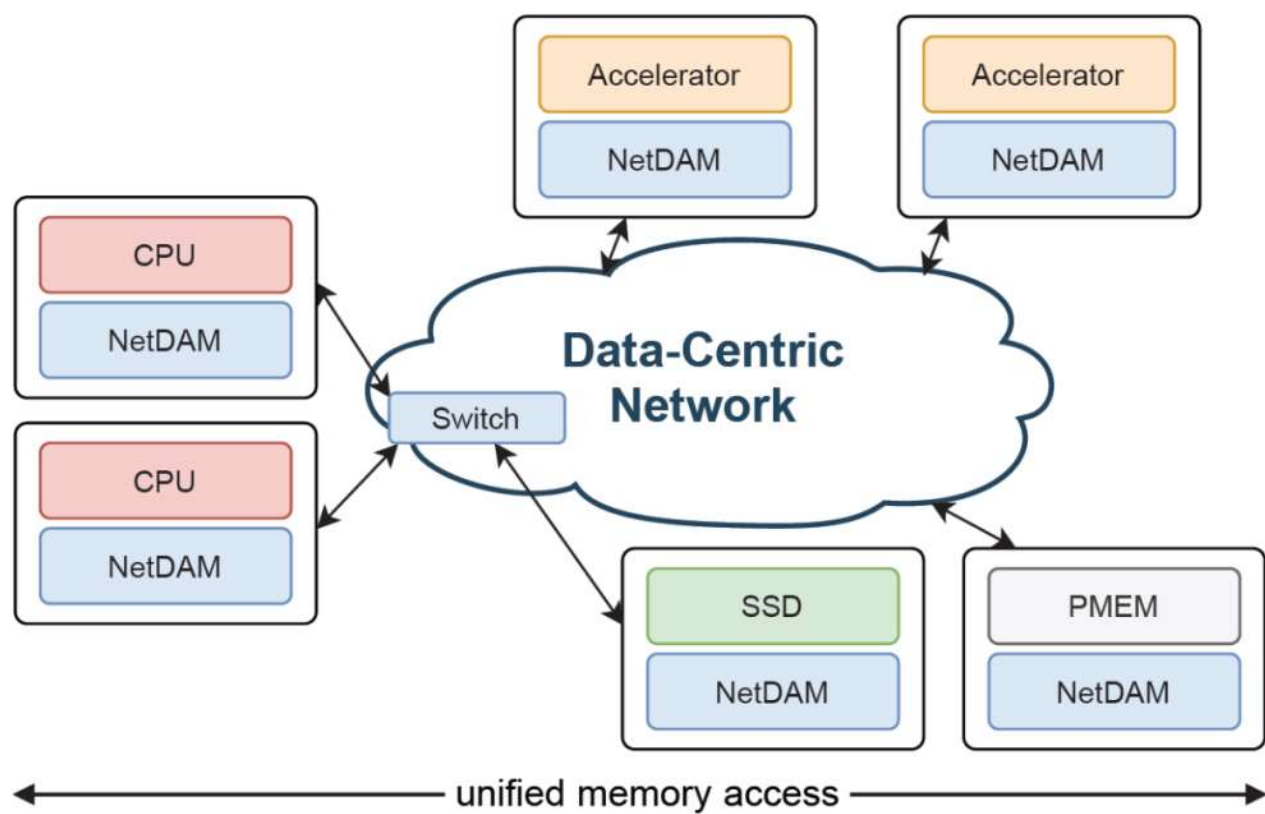 Accelerator
NetDAM
Accelerator
NetDAM
CPU
NetDAM
CPU
NetDAM
Data-Centric
Network
Switch
SSD
NetDAM
PMEM
NetDAM
unified memory access